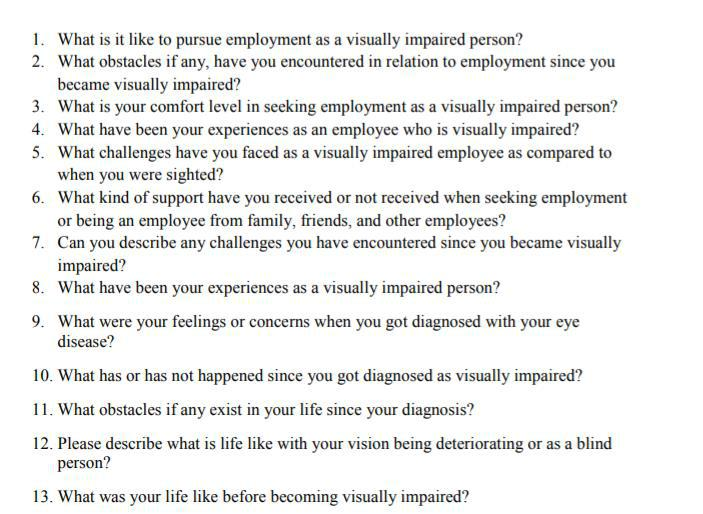 1. What is it like to pursue employment as a visually impaired person?
2. What obstacles if any, have you encountered in relation to employment since you
became visually impaired?
3. What is your comfort level in seeking employment as a visually impaired person?
4. What have been your experiences as an employee who is visually impaired?
5. What challenges have you faced as a visually impaired employee as compared to
when you were sighted?
6. What kind of support have you received or not received when seeking employment
or being an employee from family, friends, and other employees?
7. Can you describe any challenges you have encountered since you became visually
impaired?
8. What have been your experiences as a visually impaired person?
9. What were your feelings or concerns when you got diagnosed with your eye
disease?
10. What has or has not happened since you got diagnosed as visually impaired?
11. What obstacles if any exist in your life since your diagnosis?
12. Please describe what is life like with your vision being deteriorating or as a blind
person?
13. What was your life like before becoming visually impaired?